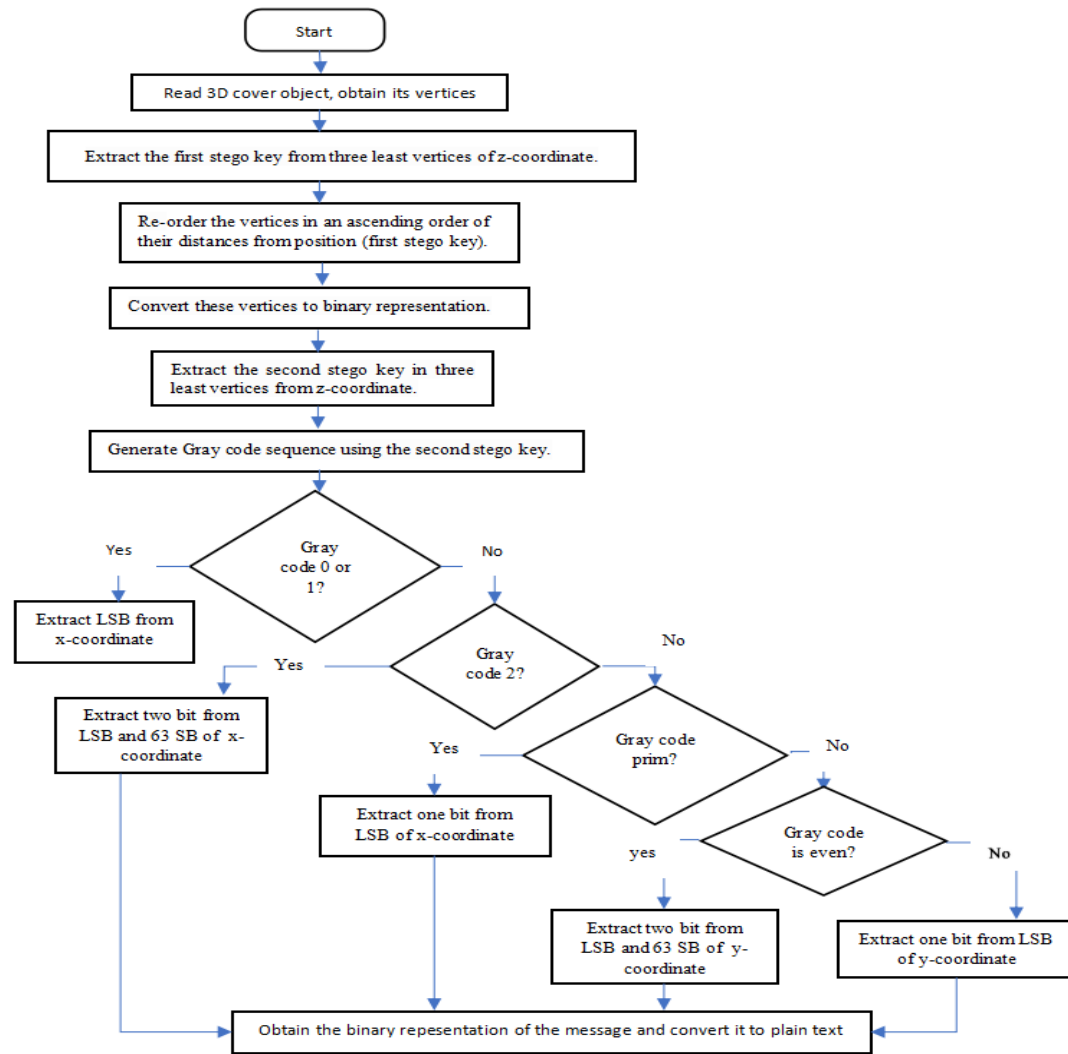 Start
Read 3D cover object, obtain its vertices
Extract the first stego key from three least vertices of z-coordinate.
Re-order the vertices in an ascending order of
their distances from position (first stego key).
Convert these vertices to binary representation.
Extract the second stego key in three
least vertices from z-coordinate.
Generate Gray code sequence using the second stego key.
Gray
code 0 or
1?
Yes
No
Extract LSB from
x-coordinate
Gray
code 2?
Yes
No
Extract two bit from
LSB and 63 SB of x-
coordinate
Gray code
prim?
Yes
No
Extract one bit from
LSB of x-coordinate
Gray code
is even?
yes
No
Extract two bit from
LSB and 63 SB of y-
coordinate
Extract one bit from LSB
of y-coordinate
Obtain the binary repesentation of the message and convert it to plain text